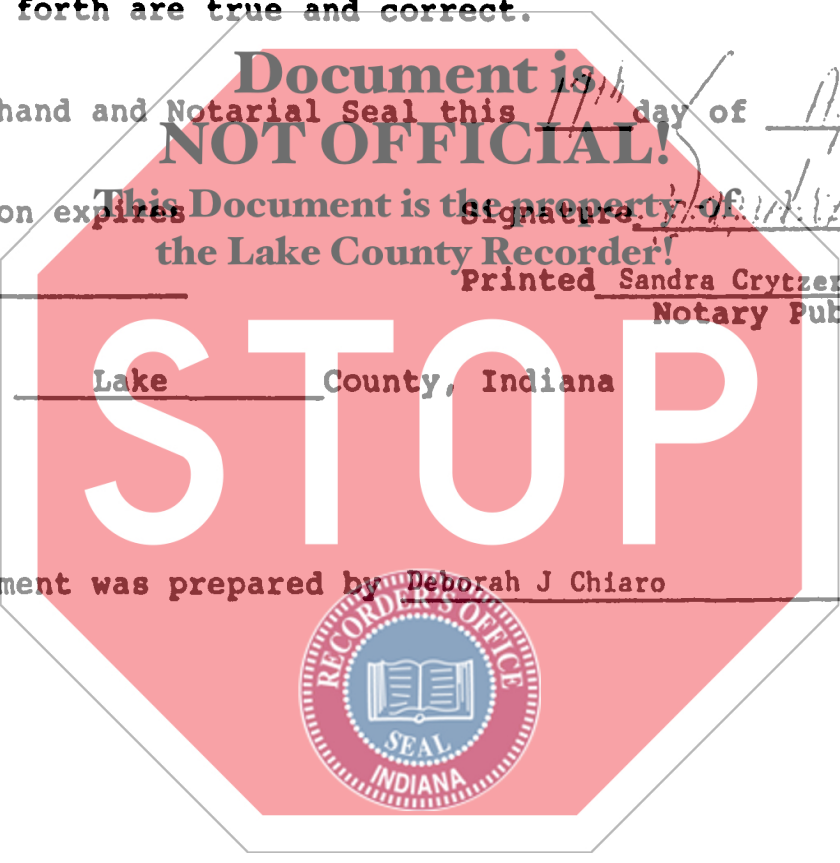 forth are true and correct.
Document is
hand and Notarial Seal this 19th day of
NOT OFFICIAL!
This Document is the property of
on expires Signature
the Lake County Recorder!
Printed Sandra Crytzer
Notary Pub
STOP
Lake County, Indiana
ment was prepared by Deborah J Chiaro
RECORDER'S OFFICE
SEAL
INDIANA